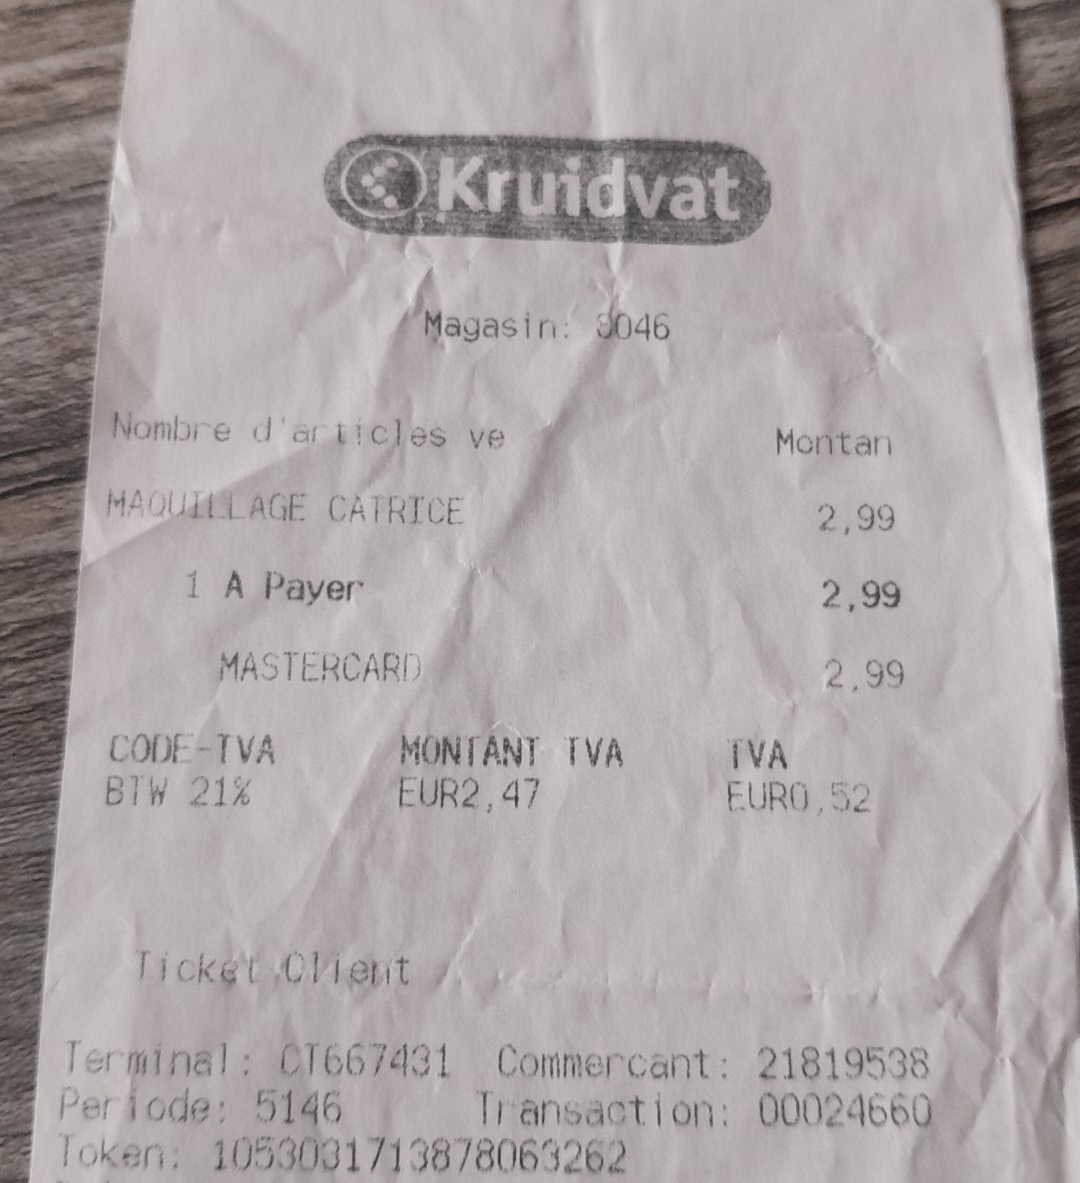 Kruidvat
Magasin: 8046
Nombre d'articles ve Montan
MAQUILLAGE CATRICE 2,99
1 A Payer 2,99
MASTERCARD 2,99
CODE-TVA MONTANT TVA TVA
BTW 21% EUR2,47 EUR0,52
Ticket Client
Terminal: CT667431 Commercant: 21819538
Periode: 5146 Transaction: 00024660
Token: 1053031713878063262